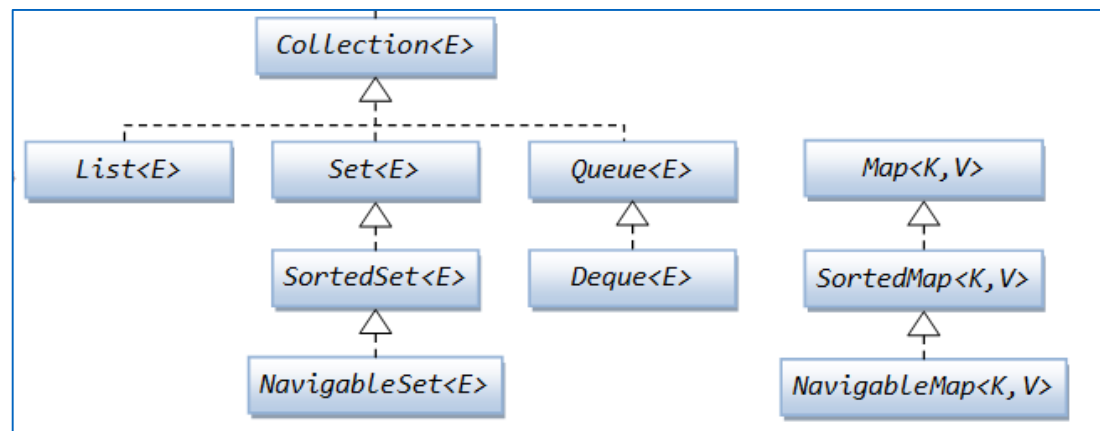 Collection<E>
List<E>
Set<E>
Queue<E>
Map<K,V>
SortedSet<E>
Deque<E>
SortedMap<K,V>
NavigableSet<E>
NavigableMap<K,V>